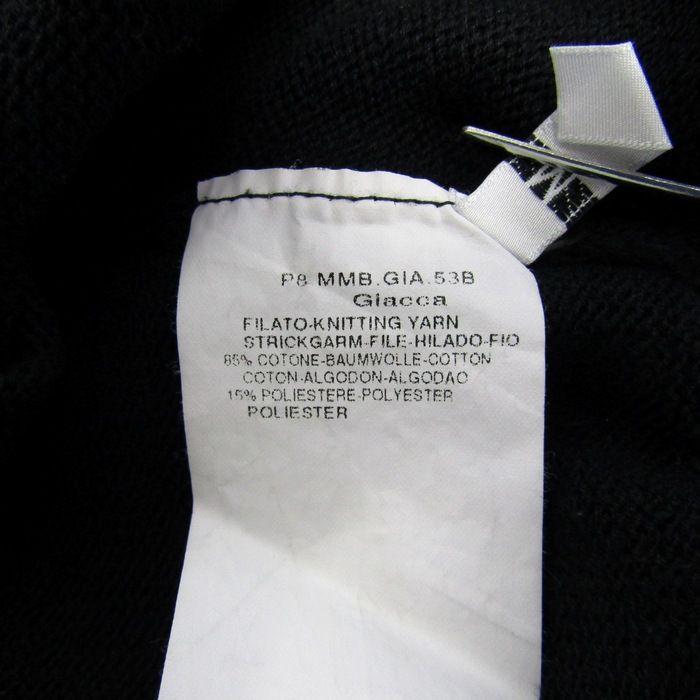 P8.MMB.GIA.53B
Giacca
FILATO-KNITTING YARN
STRICKGARM-FILE-HILADO-FIO
85% COTONE-BAUMWOLLE-COTTON
COTON-ALGODON-ALGODAO
15% POLIESTERE-POLYESTER
POLIESTER